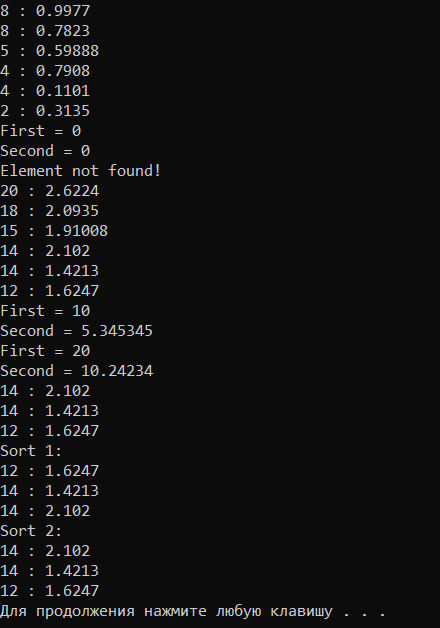 8 : 0.9977
8 : 0.7823
5 : 0.59888
4 : 0.7908
4 : 0.1101
2 : 0.3135
First = 0
Second = 0
Element not found!
20 : 2.6224
18 : 2.0935
15 : 1.91008
14 : 2.102
14 : 1.4213
12 : 1.6247
First = 10
Second = 5.345345
First = 20
Second = 10.24234
14 : 2.102
14 : 1.4213
12 : 1.6247
Sort 1:
12 : 1.6247
14 : 1.4213
14 : 2.102
Sort 2:
14 : 2.102
14 : 1.4213
12 : 1.6247
Для продолжения нажмите любую клавишу . . .